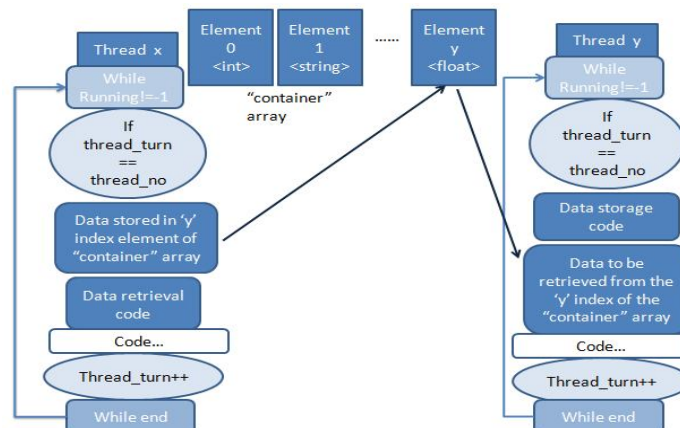 Thread x
While
Running!=-1
If
thread_turn
==
thread_no
Data stored in ‘y’
index element of
“container” array
Data retrieval
code
Code...
Thread_turn++
While end
Element
0
<int>
Element
1
<string>
......
Element
y
<float>
“container”
array
Thread y
While
Running!=-1
If
thread_turn
==
thread_no
Data storage
code
Data to be
retrieved from the
‘y’ index of the
“container” array
Code...
Thread_turn++
While end